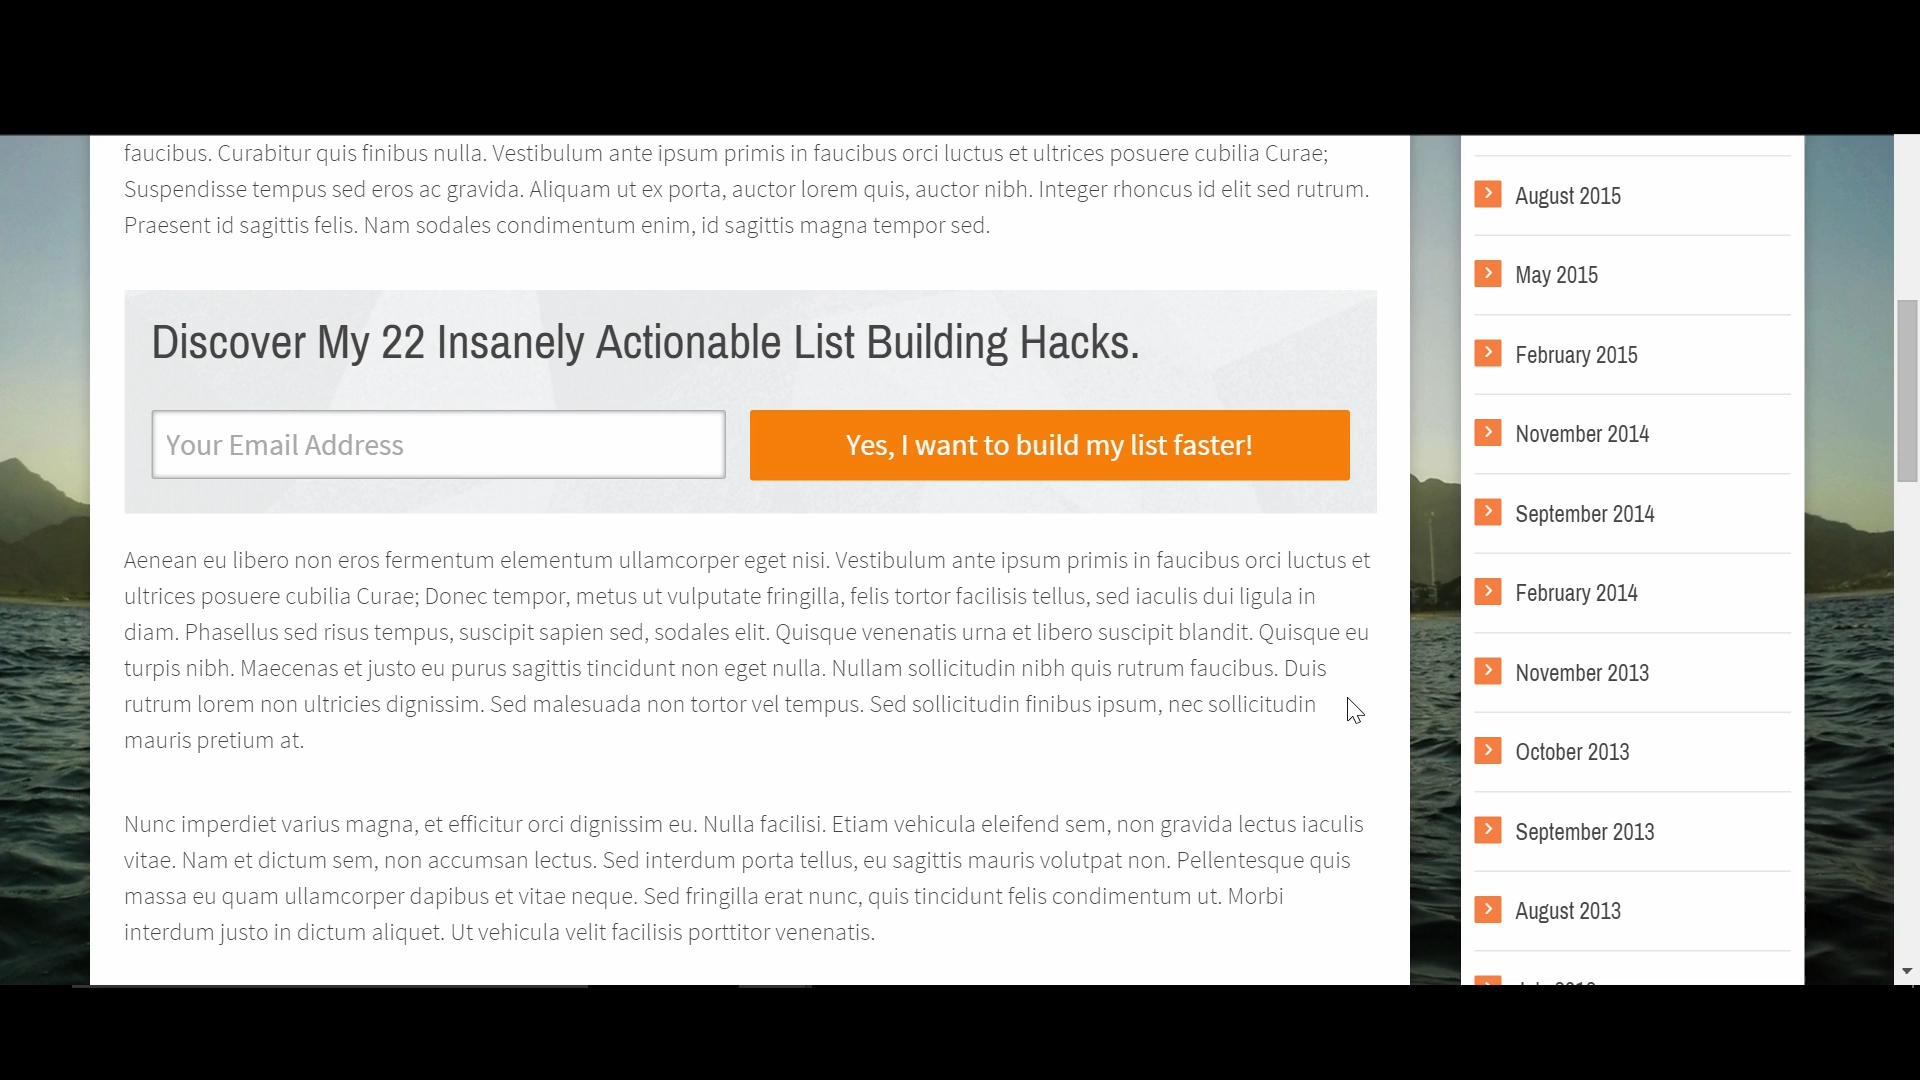 faucibus. Curabitur quis finibus nulla. Vestibulum ante ipsum primis in faucibus orci luctus et ultrices posuere cubilia Curae;
Suspendisse tempus sed eros ac gravida. Aliquam ut ex porta, auctor lorem quis, auctor nibh. Integer rhoncus id elit sed rutrum.
Praesent id sagittis felis. Nam sodales condimentum enim, id sagittis magna tempor sed.
Discover My 22 Insanely Actionable List Building Hacks.
Your Email Address
Yes, I want to build my list faster!
Aenean eu libero non eros fermentum elementum ullamcorper eget nisi. Vestibulum ante ipsum primis in faucibus orci luctus et
ultrices posuere cubilia Curae; Donec tempor, metus ut vulputate fringilla, felis tortor facilisis tellus, sed iaculis dui ligula in
diam. Phasellus sed risus tempus, suscipit sapien sed, sodales elit. Quisque venenatis urna et libero suscipit blandit. Quisque eu
turpis nibh. Maecenas et justo eu purus sagittis tincidunt non eget nulla. Nullam sollicitudin nibh quis rutrum faucibus. Duis
rutrum lorem non ultricies dignissim. Sed malesuada non tortor vel tempus. Sed sollicitudin finibus ipsum, nec sollicitudin
mauris pretium at.
Nunc imperdiet varius magna, et efficitur orci dignissim eu. Nulla facilisi. Etiam vehicula eleifend sem, non gravida lectus iaculis
vitae. Nam et dictum sem, non accumsan lectus. Sed interdum porta tellus, eu sagittis mauris volutpat non. Pellentesque quis
massa eu quam ullamcorper dapibus et vitae neque. Sed fringilla erat nunc, quis tincidunt felis condimentum ut. Morbi
interdum justo in dictum aliquet. Ut vehicula velit facilisis porttitor venenatis.
August 2015
May 2015
February 2015
November 2014
September 2014
February 2014
November 2013
October 2013
September 2013
August 2013